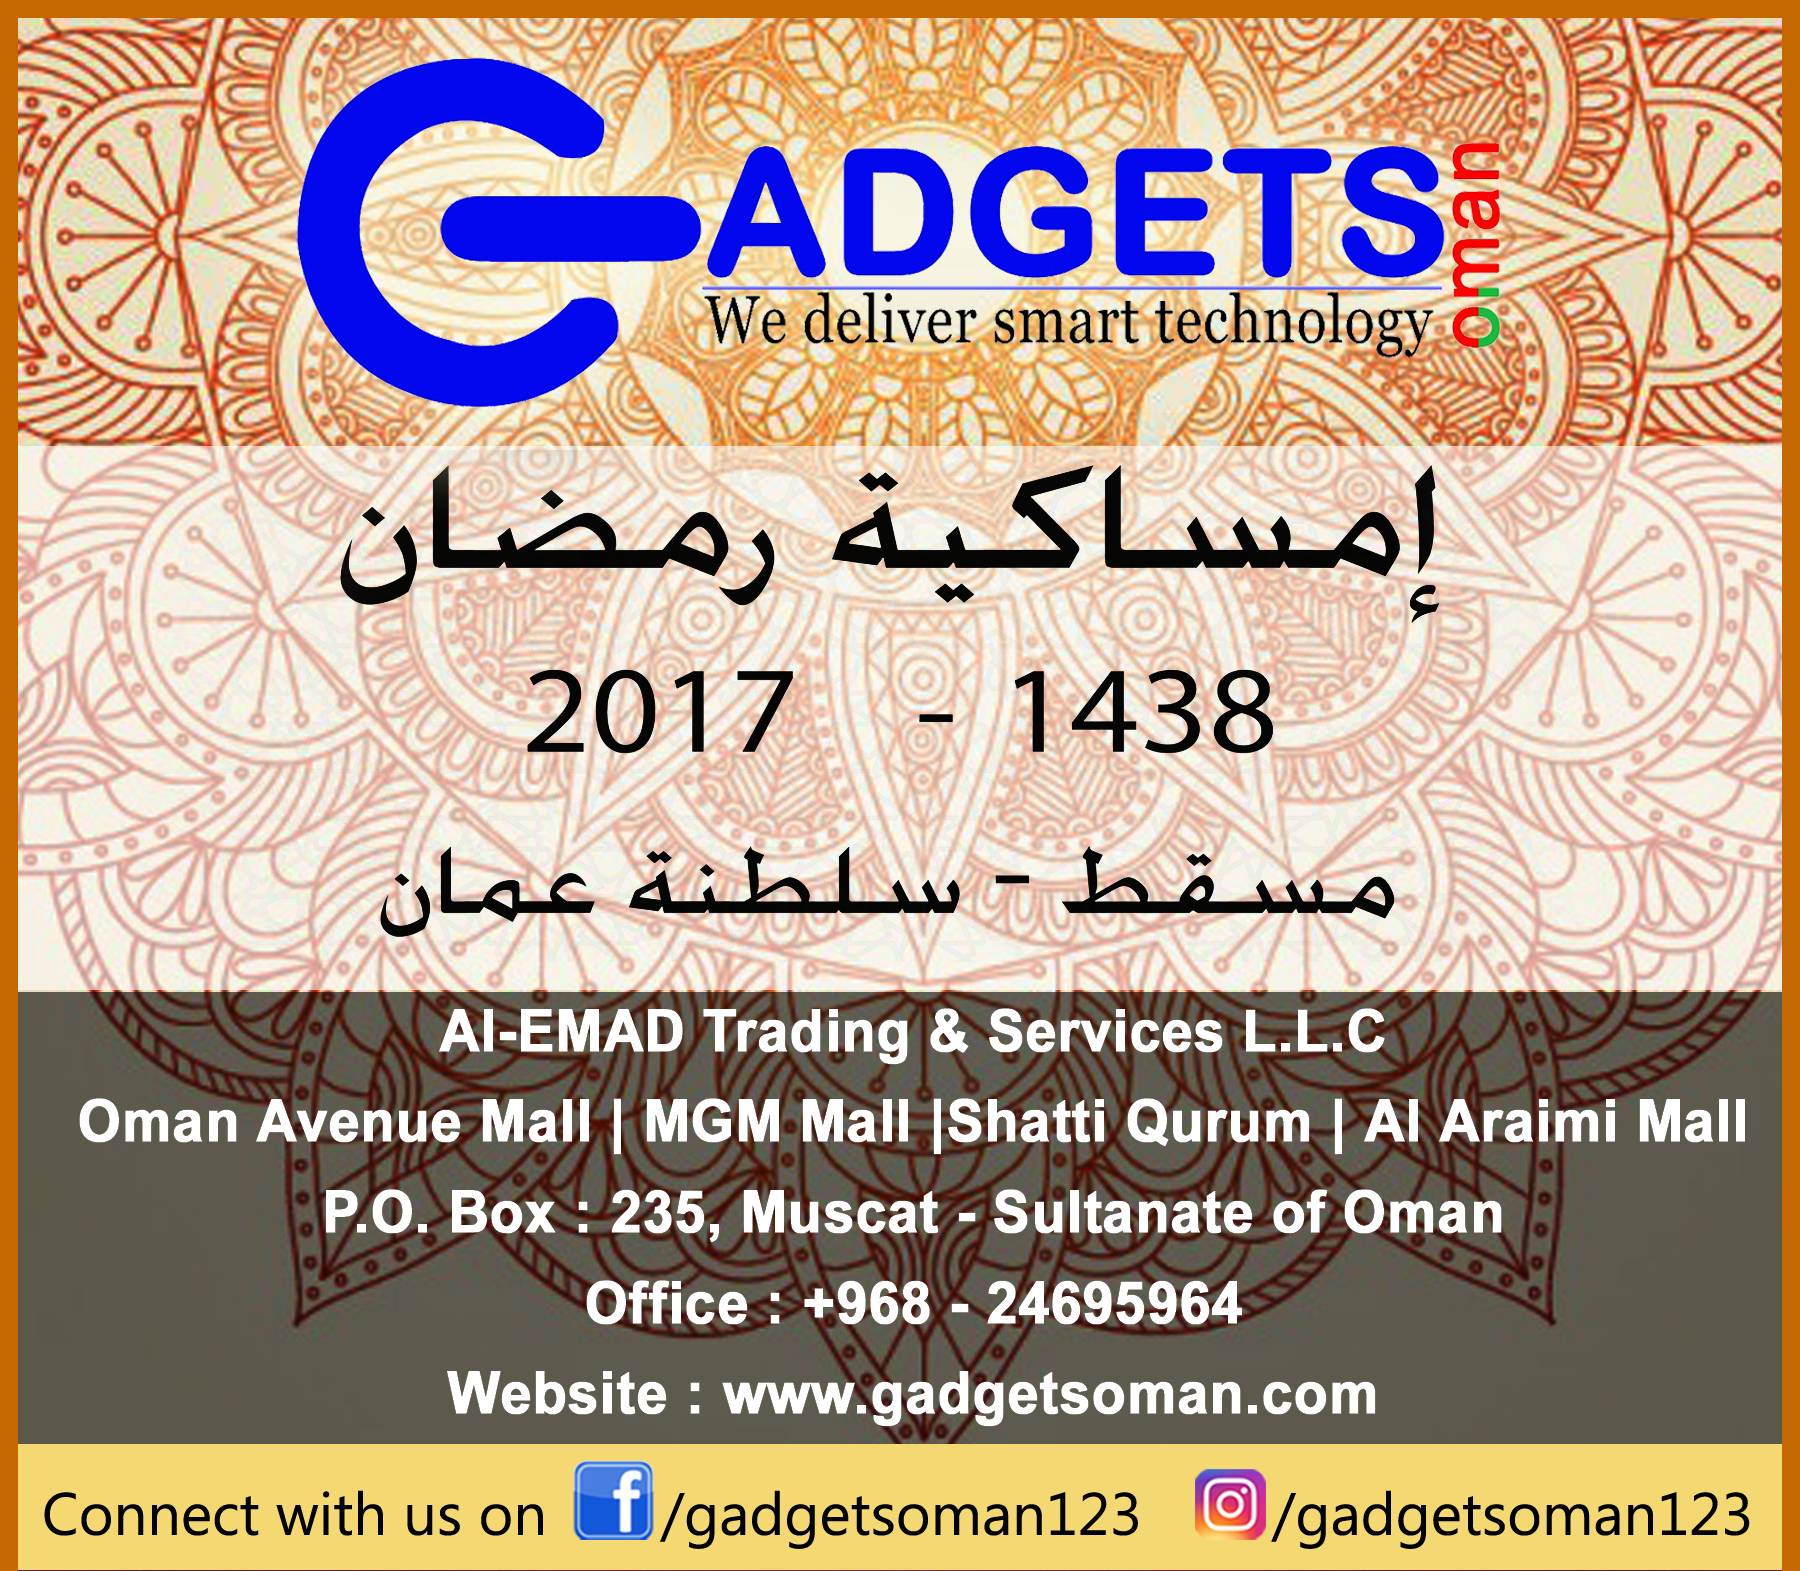 GADGETS oman
We deliver smart technology
إمساكية رمضان
1438 - 2017
مسقط - سلطنة عمان
Al-EMAD Trading & Services L.L.C
Oman Avenue Mall | MGM Mall |Shatti Qurum | Al Araimi Mall
P.O. Box : 235, Muscat - Sultanate of Oman
Office : +968 - 24695964
Website : www.gadgetsoman.com
Connect with us on f /gadgetsoman123 /gadgetsoman123